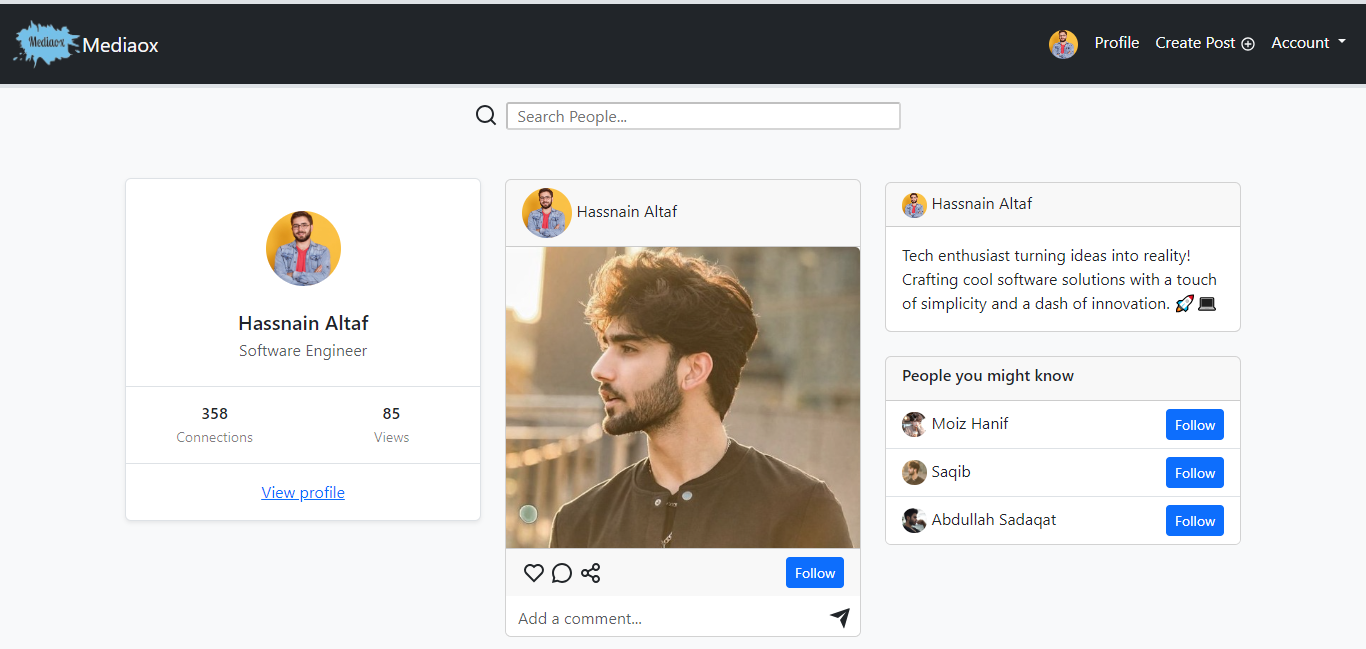 Mediaox
Mediaox
Profile
Create Post
Account
Search People...
Hassnain Altaf
Software Engineer
358
Connections
85
Views
View profile
Hassnain Altaf
Follow
Add a comment...
Hassnain Altaf
Tech enthusiast turning ideas into reality!
Crafting cool software solutions with a touch
of simplicity and a dash of innovation. 🚀💻
People you might know
Moiz Hanif
Follow
Saqib
Follow
Abdullah Sadaqat
Follow